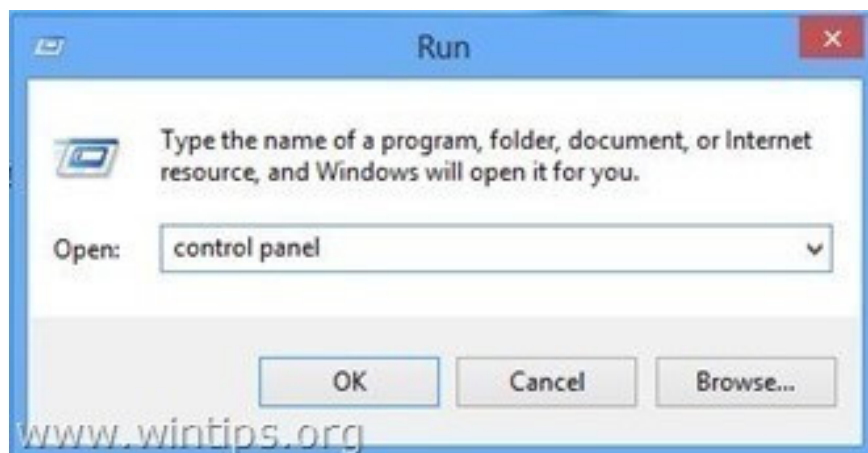 Run
Type the name of a program, folder, document, or Internet
resource, and Windows will open it for you.
Open: control panel
OK Cancel Browse...
www.wintips.org